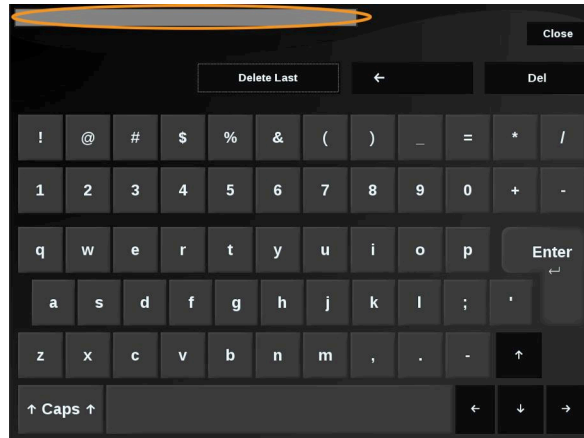 Close
Delete Last ← Del
! @ # $ % & ( ) _ = * /
1 2 3 4 5 6 7 8 9 0 + -
q w e r t y u i o p Enter
↵
a s d f g h j k l ; '
z x c v b n m , . - ↑
↑ Caps ↑ ← ↓ →